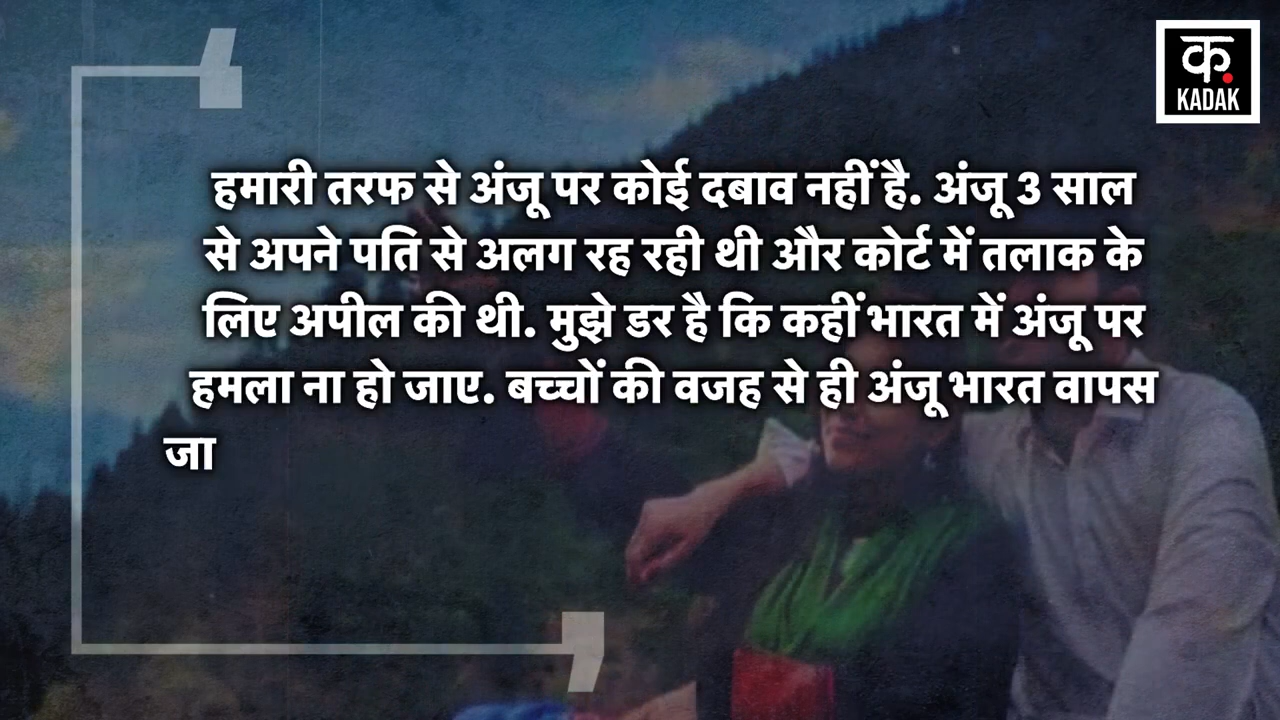 क.
KADAK
हमारी तरफ से अंजू पर कोई दबाव नहीं है. अंजू 3 साल
से अपने पति से अलग रह रही थी और कोर्ट में तलाक के
लिए अपील की थी. मुझे डर है कि कहीं भारत में अंजू पर
हमला ना हो जाए. बच्चों की वजह से ही अंजू भारत वापस
जा